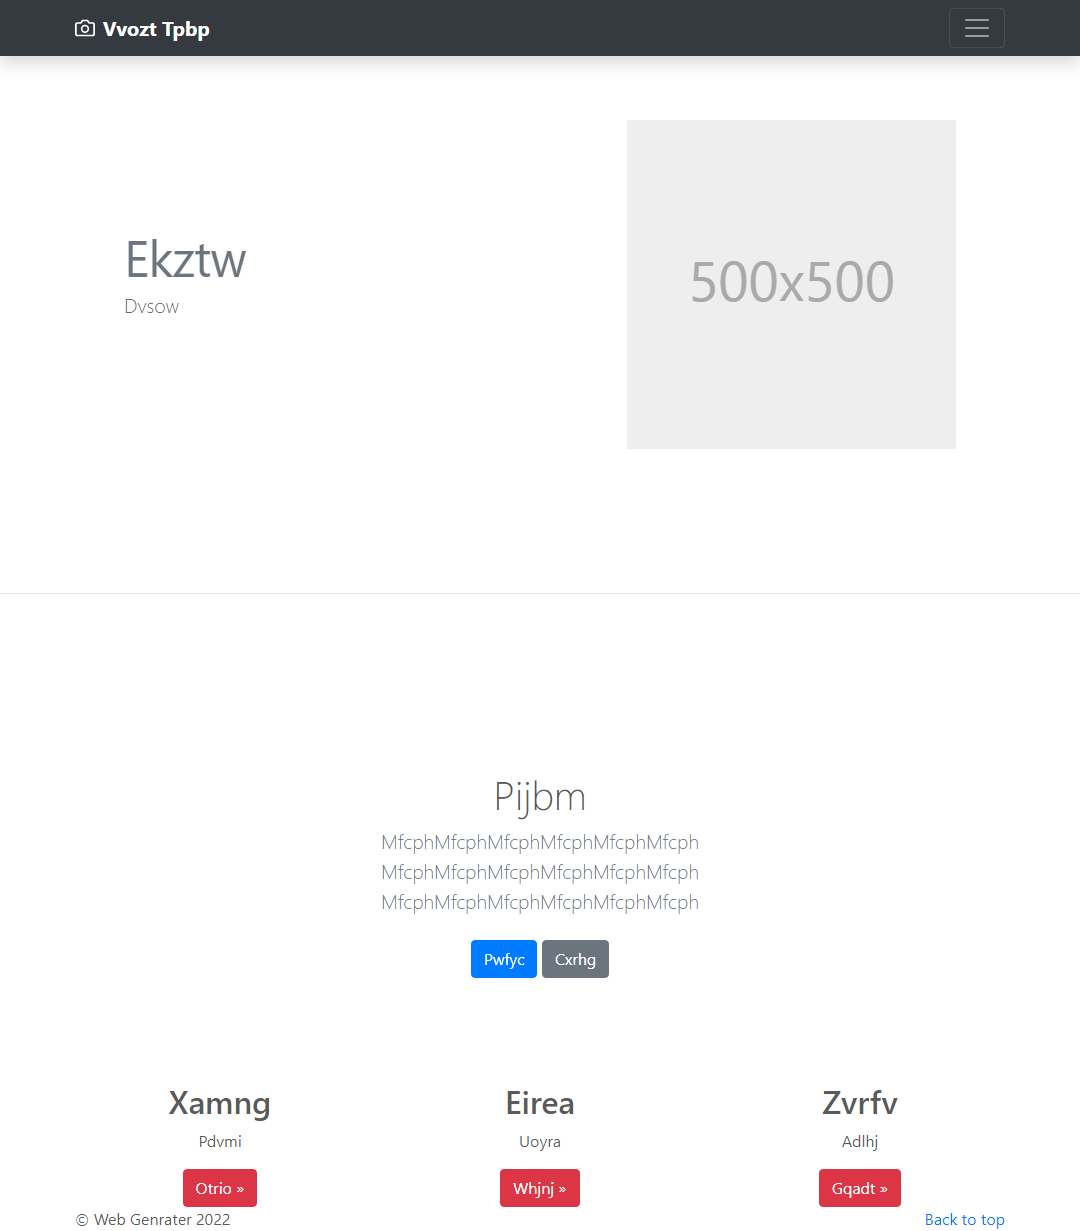 Vvozt Tpbp
Ekztw
Dvsow
500x500
Pijbm
MfcphMfcphMfcphMfcphMfcphMfcph
MfcphMfcphMfcphMfcphMfcphMfcph
MfcphMfcphMfcphMfcphMfcphMfcph
Pwfyc Cxrhg
Xamng Eirea Zvrfv
Pdvmi Uoyra Adlhj
Otrio » Whjnj » Gqadt »
© Web Genrater 2022 Back to top